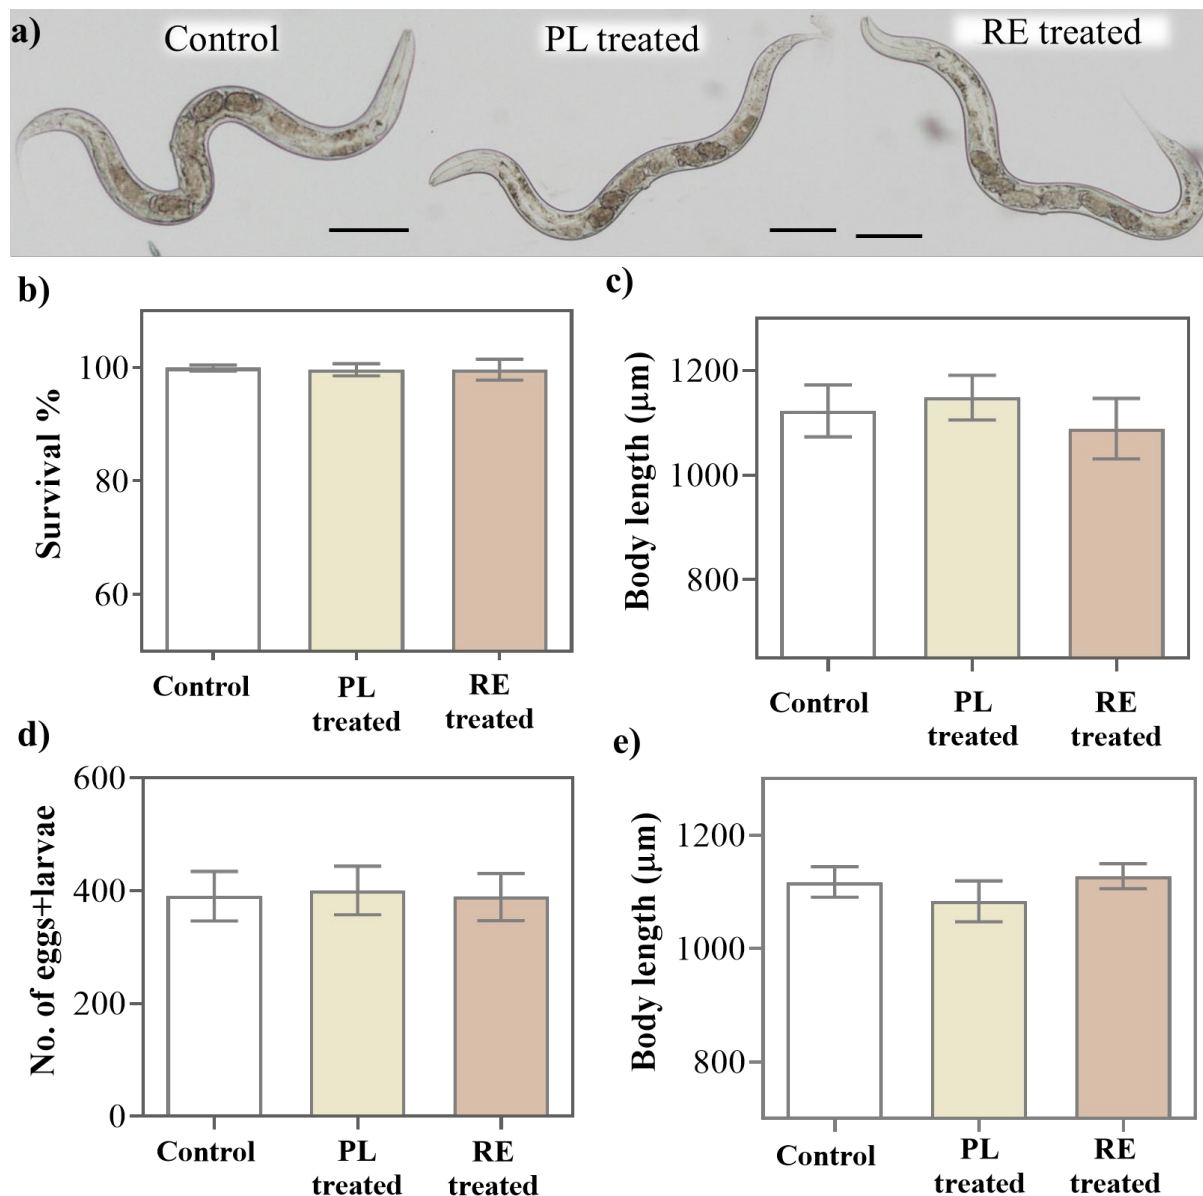 a) Control PL treated RE treated
b)
Survival %
100
80
60
Control PL treated RE treated
c)
Body length (μm)
1200
1000
800
Control PL treated RE treated
d)
No. of eggs+larvae
600
400
200
0
Control PL treated RE treated
e)
Body length (μm)
1200
1000
800
Control PL treated RE treated